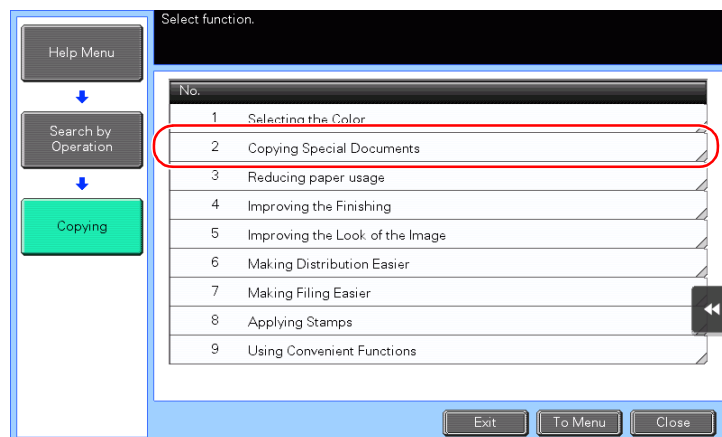 Select function.
Help Menu
Search by
Operation
Copying
No.
1 Selecting the Color
2 Copying Special Documents
3 Reducing paper usage
4 Improving the Finishing
5 Improving the Look of the Image
6 Making Distribution Easier
7 Making Filing Easier
8 Applying Stamps
9 Using Convenient Functions
Exit
To Menu
Close